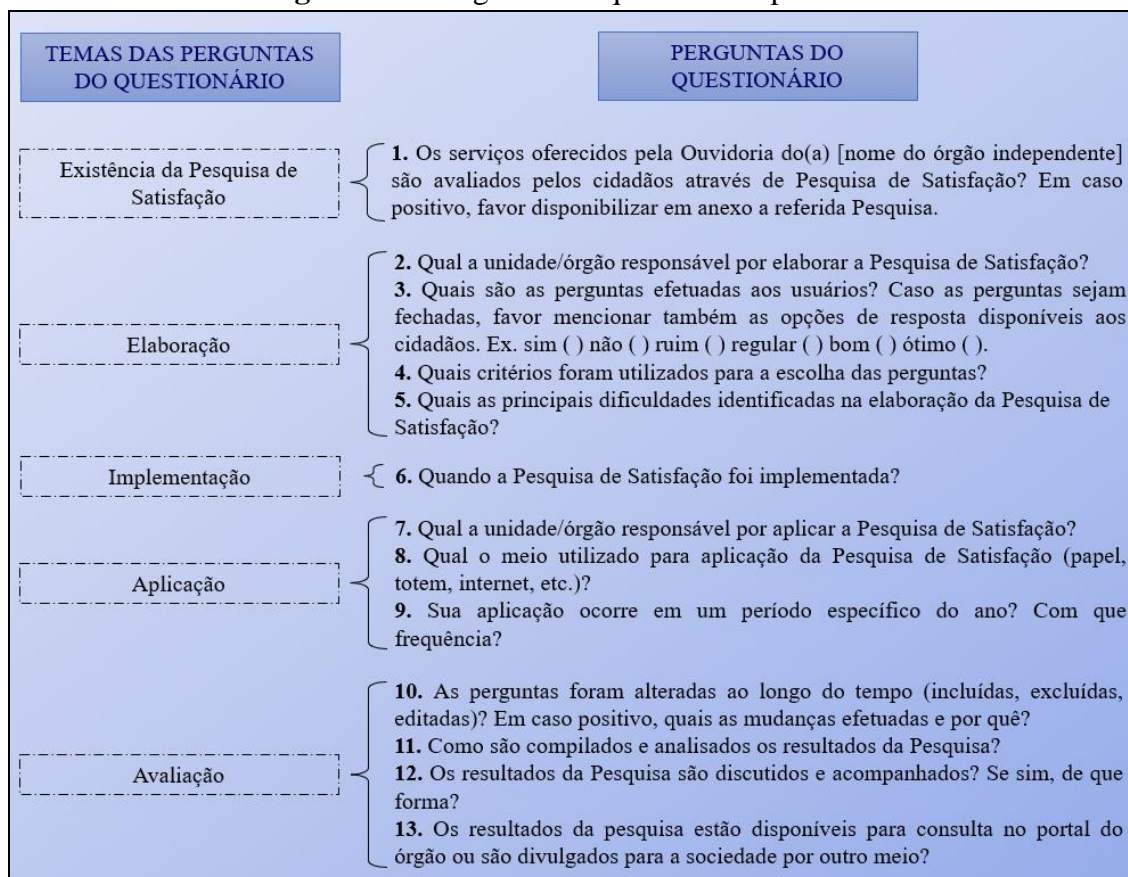 TEMAS DAS PERGUNTAS
DO QUESTIONÁRIO
PERGUNTAS DO
QUESTIONÁRIO
Existência da Pesquisa de
Satisfação
1. Os serviços oferecidos pela Ouvidoria do(a) [nome do órgão independente]
são avaliados pelos cidadãos através de Pesquisa de Satisfação? Em caso
positivo, favor disponibilizar em anexo a referida Pesquisa.
Elaboração
2. Qual a unidade/órgão responsável por elaborar a Pesquisa de Satisfação?
3. Quais são as perguntas efetuadas aos usuários? Caso as perguntas sejam
fechadas, favor mencionar também as opções de resposta disponíveis aos
cidadãos. Ex. sim ( ) não ( ) ruim ( ) regular ( ) bom ( ) ótimo ( ).
4. Quais critérios foram utilizados para a escolha das perguntas?
5. Quais as principais dificuldades identificadas na elaboração da Pesquisa de
Satisfação?
Implementação
6. Quando a Pesquisa de Satisfação foi implementada?
Aplicação
7. Qual a unidade/órgão responsável por aplicar a Pesquisa de Satisfação?
8. Qual o meio utilizado para aplicação da Pesquisa de Satisfação (papel,
totem, internet, etc.)?
9. Sua aplicação ocorre em um período específico do ano? Com que
frequência?
Avaliação
10. As perguntas foram alteradas ao longo do tempo (incluídas, excluídas,
editadas)? Em caso positivo, quais as mudanças efetuadas e por quê?
11. Como são compilados e analisados os resultados da Pesquisa?
12. Os resultados da Pesquisa são discutidos e acompanhados? Se sim, de que
forma?
13. Os resultados da pesquisa estão disponíveis para consulta no portal do
órgão ou são divulgados para a sociedade por outro meio?